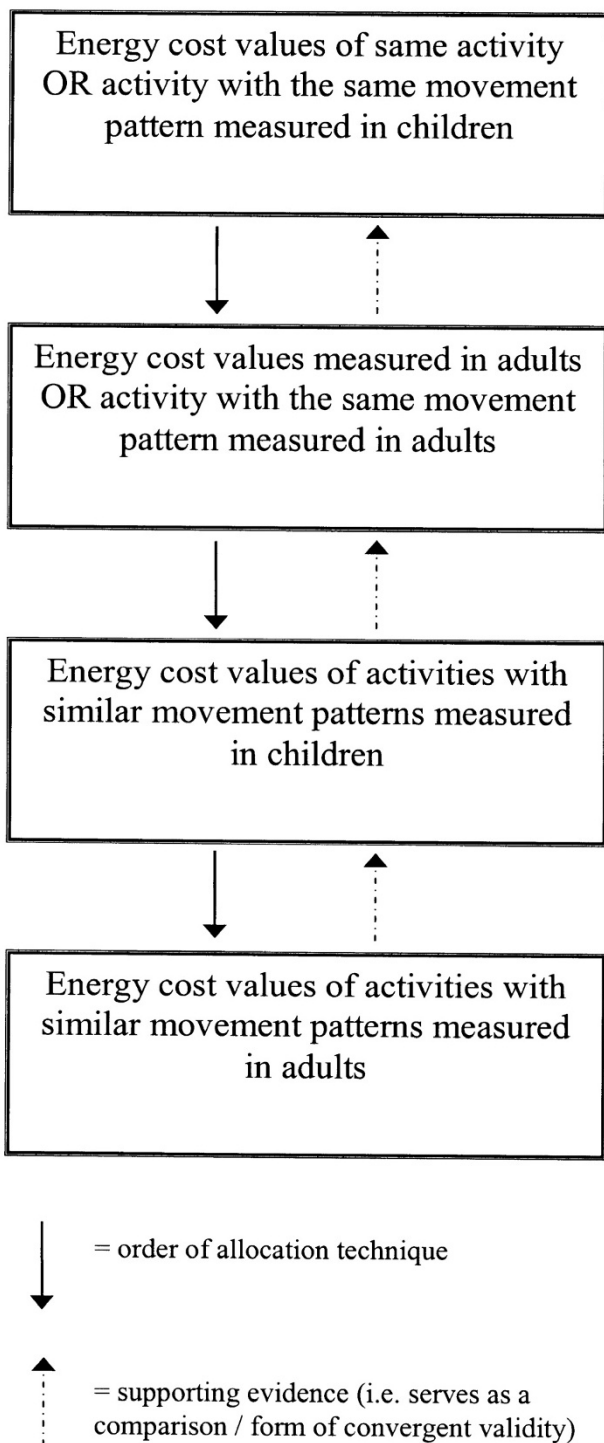 Energy cost values of same activity
OR activity with the same movement
pattern measured in children
Energy cost values measured in adults
OR activity with the same movement
pattern measured in adults
Energy cost values of activities with
similar movement patterns measured
in children
Energy cost values of activities with
similar movement patterns measured
in adults
= order of allocation technique
= supporting evidence (i.e. serves as a
comparison / form of convergent validity)